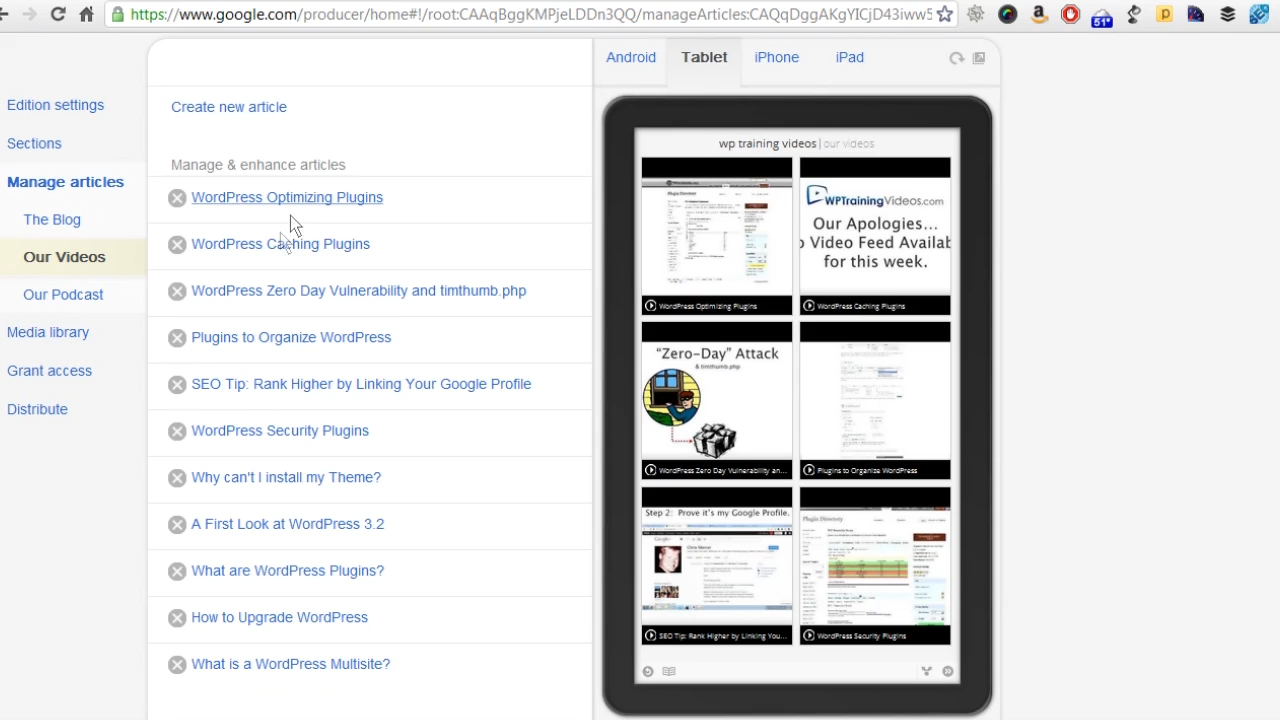 https://www.google.com/producer/home#!/root:CAAqBggKMPjeLDDn3QQ/manageArticles:CAQqDggAKgYICjD43iww5
51°
Android
Tablet
iPhone
iPad
Edition settings
Sections
Manage articles
The Blog
Our Videos
Our Podcast
Media library
Grant access
Distribute
Create new article
Manage & enhance articles
WordPress Optimizing Plugins
WordPress Caching Plugins
WordPress Zero Day Vulnerability and timthumb.php
Plugins to Organize WordPress
SEO Tip: Rank Higher by Linking Your Google Profile
WordPress Security Plugins
Why can't I install my Theme?
A First Look at WordPress 3.2
What are WordPress Plugins?
How to Upgrade WordPress
What is a WordPress Multisite?
wp training videos | our videos
Plugin Directory
WordPress Optimizing Plugins
WPTrainingVideos.com
Our Apologies...
o Video Feed Availab
for this week.
WordPress Caching Plugins
"Zero-Day" Attack
& timthumb.php
WordPress Zero Day Vulnerability an...
Plugins to Organize WordPress
Step 2: Prove it's my Google Profile.
SEO Tip: Rank Higher by Linking You...
Plugin Directory
WordPress Security Plugins